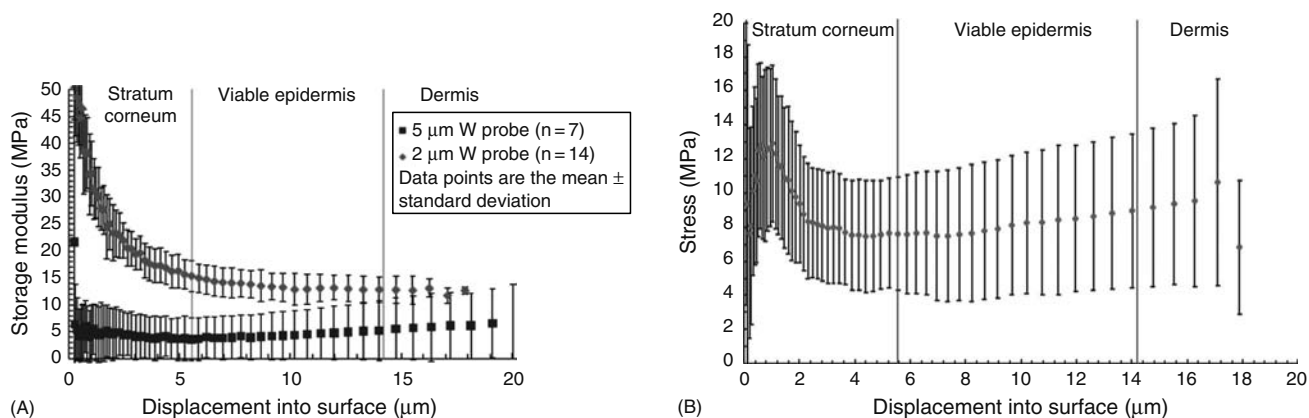 Storage modulus (MPa)
50
45
40
35
30
25
20
15
10
5
0
Stratum
corneum
Viable epidermis
Dermis
5 μm W probe (n = 7)
2 μm W probe (n = 14)
Data points are the mean ±
standard deviation
0 5 10 15 20
(A)
Displacement into surface (μm)
Stress (MPa)
20
18
16
14
12
10
8
6
4
2
0
Stratum corneum
Viable epidermis
Dermis
0 2 4 6 8 10 12 14 16 18 20
(B)
Displacement into surface (μm)